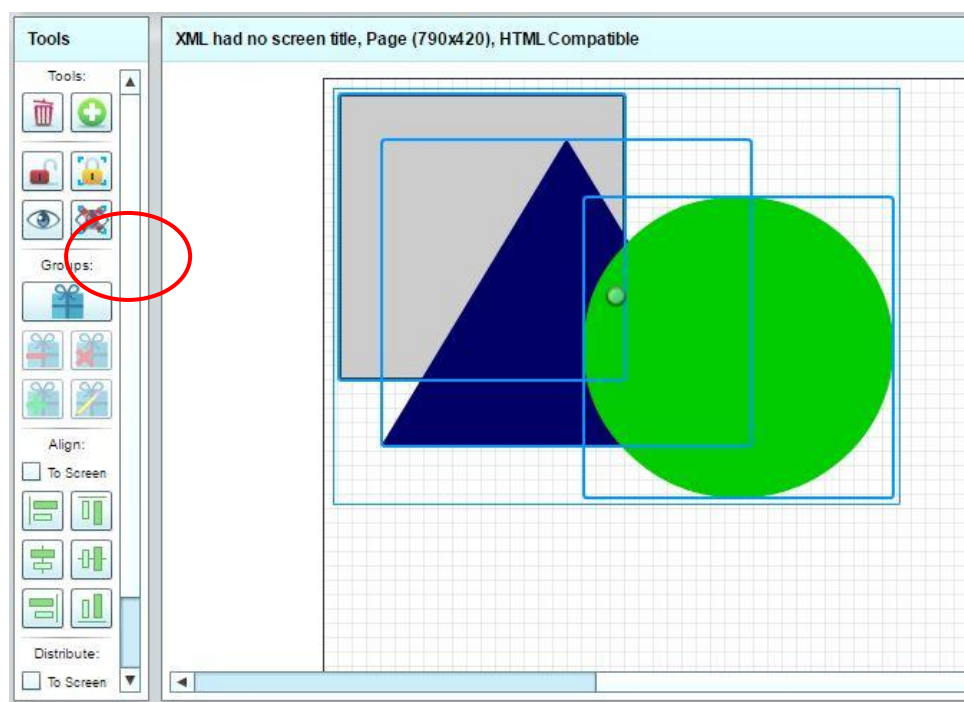 Tools
XML had no screen title, Page (790x420), HTML Compatible
Tools:
Groups:
Align:
To Screen
Distribute:
To Screen